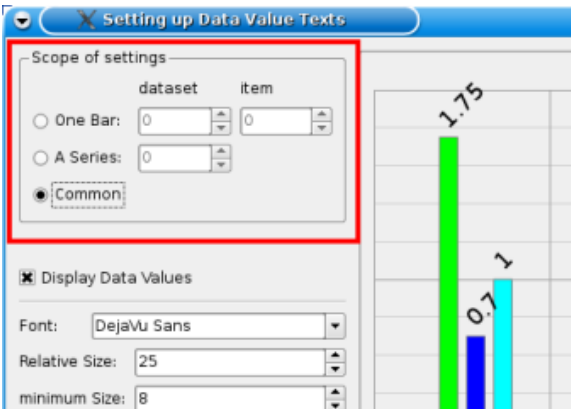 Setting up Data Value Texts
Scope of settings
dataset item
One Bar: 0 0
A Series: 0
Common
Display Data Values
Font: DejaVu Sans
Relative Size: 25
minimum Size: 8
1.75
0.7
1